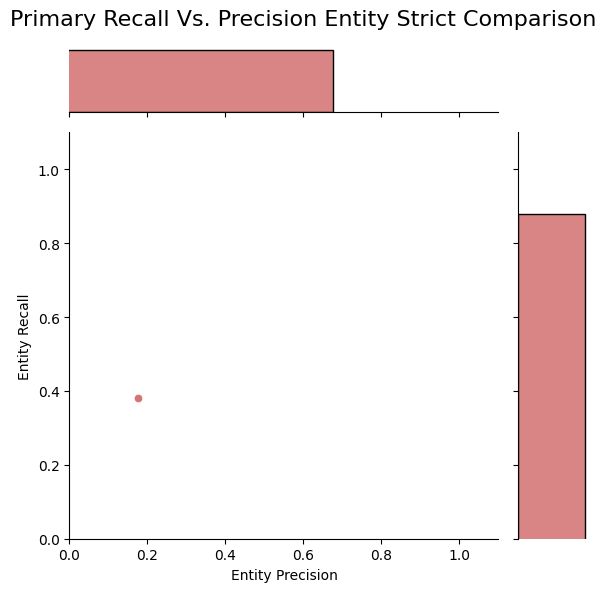 Primary Recall Vs. Precision Entity Strict Comparison
1.0
0.8
0.6
0.4
0.2
0.0
Entity Recall
0.0 0.2 0.4 0.6 0.8 1.0
Entity Precision